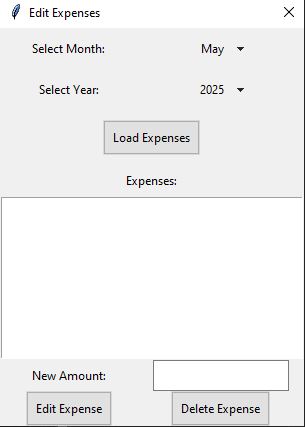 Edit Expenses
Select Month: May
Select Year: 2025
Load Expenses
Expenses:
New Amount:
Edit Expense Delete Expense